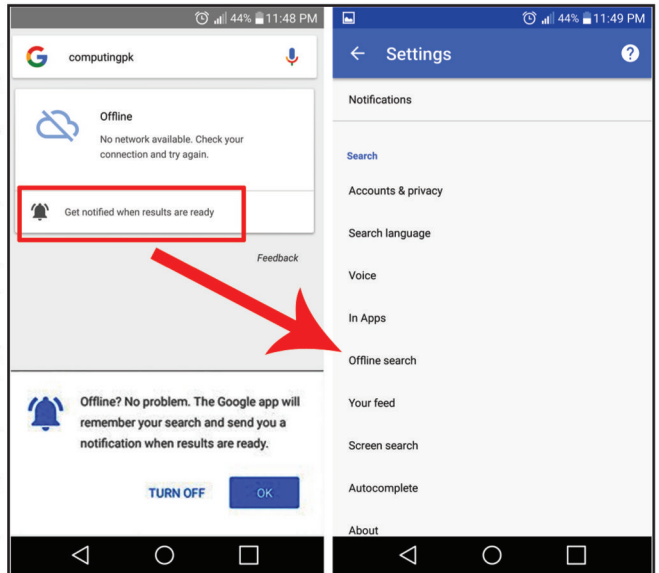 44% 11:48 PM
G computingpk
Offline
No network available. Check your
connection and try again.
Get notified when results are ready
Feedback
Offline? No problem. The Google app will
remember your search and send you a
notification when results are ready.
TURN OFF OK
44% 11:49 PM
Settings ?
Notifications
Search
Accounts & privacy
Search language
Voice
In Apps
Offline search
Your feed
Screen search
Autocomplete
About